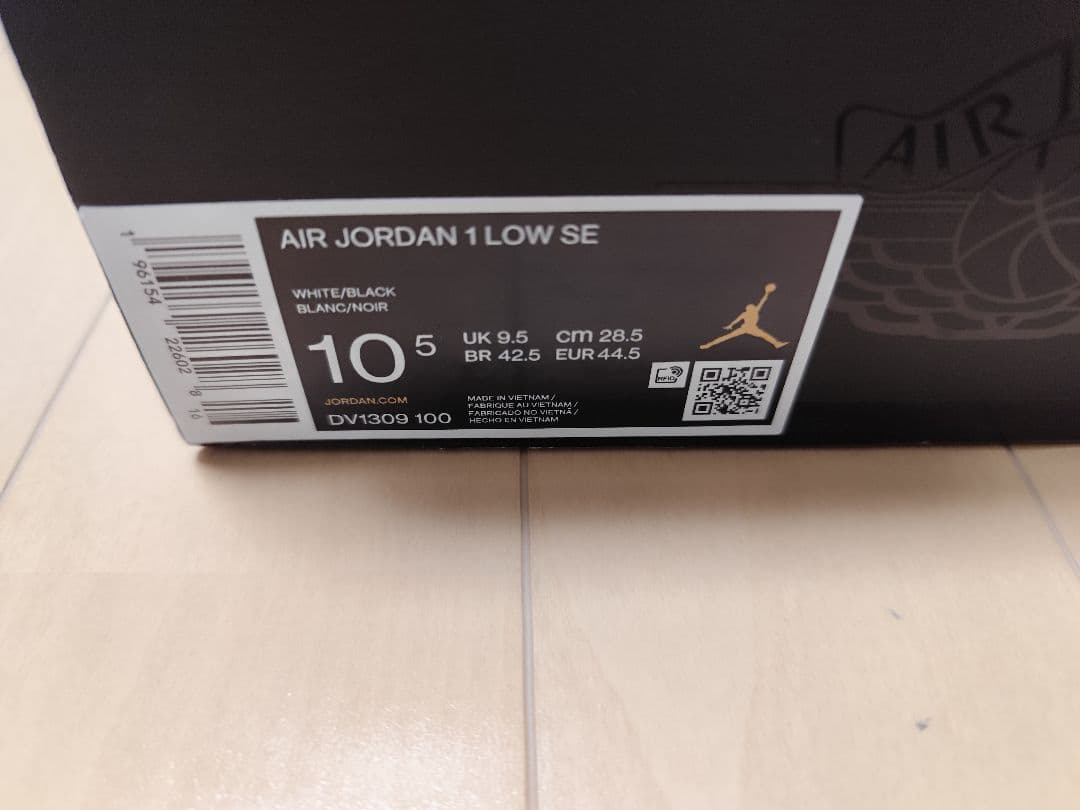 AIR
AIR JORDAN 1 LOW SE
WHITE/BLACK
BLANC/NOIR
10 5
UK 9.5 cm 28.5
BR 42.5 EUR 44.5
RFID
JORDAN.COM
DV1309 100
MADE IN VIETNAM /
FABRIQUE AU VIETNAM /
FABRICADO NO VIETNÃ /
HECHO EN VIETNAM
1 96154 22602 8